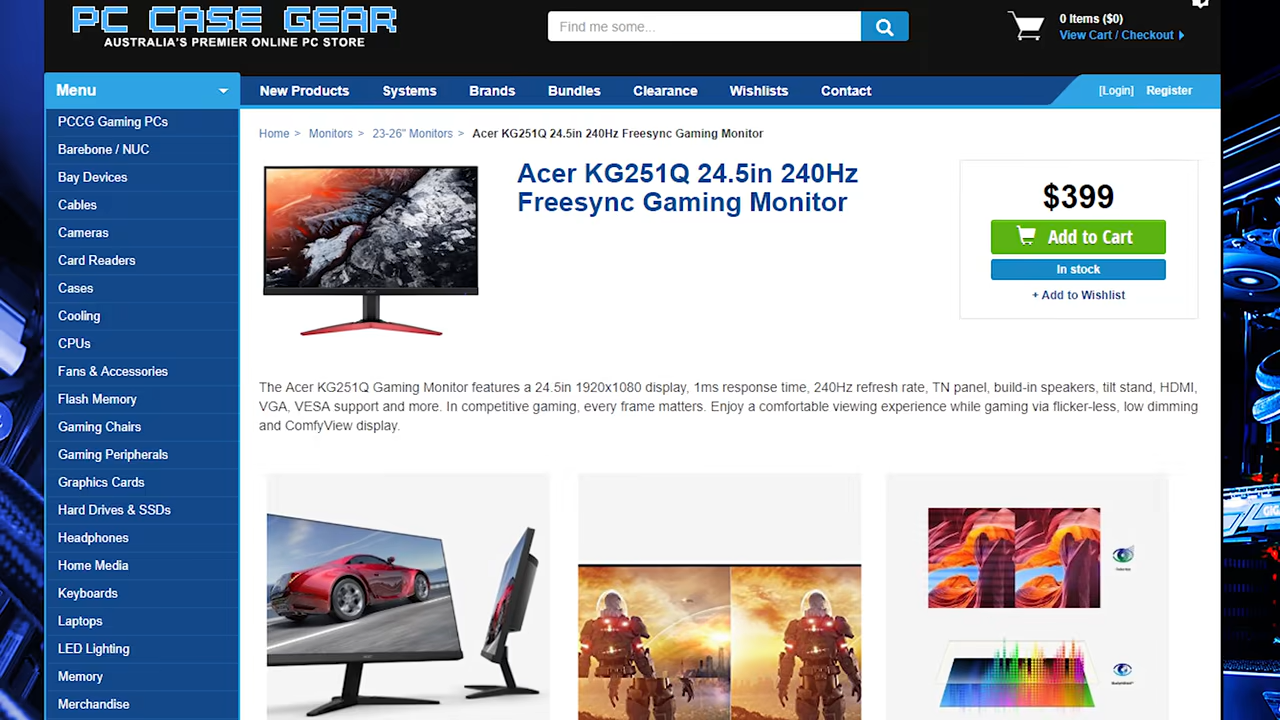 PC CASE GEAR
AUSTRALIA'S PREMIER ONLINE PC STORE
Find me some...
0 Items ($0)
View Cart / Checkout
Menu
New Products
Systems
Brands
Bundles
Clearance
Wishlists
Contact
[Login]
Register
PCCG Gaming PCs
Barebone / NUC
Bay Devices
Cables
Cameras
Card Readers
Cases
Cooling
CPUs
Fans & Accessories
Flash Memory
Gaming Chairs
Gaming Peripherals
Graphics Cards
Hard Drives & SSDs
Headphones
Home Media
Keyboards
Laptops
LED Lighting
Memory
Merchandise
Home > Monitors > 23-26" Monitors > Acer KG251Q 24.5in 240Hz Freesync Gaming Monitor
Acer KG251Q 24.5in 240Hz
Freesync Gaming Monitor
$399
Add to Cart
In stock
+ Add to Wishlist
The Acer KG251Q Gaming Monitor features a 24.5in 1920x1080 display, 1ms response time, 240Hz refresh rate, TN panel, build-in speakers, tilt stand, HDMI,
VGA, VESA support and more. In competitive gaming, every frame matters. Enjoy a comfortable viewing experience while gaming via flicker-less, low dimming
and ComfyView display.